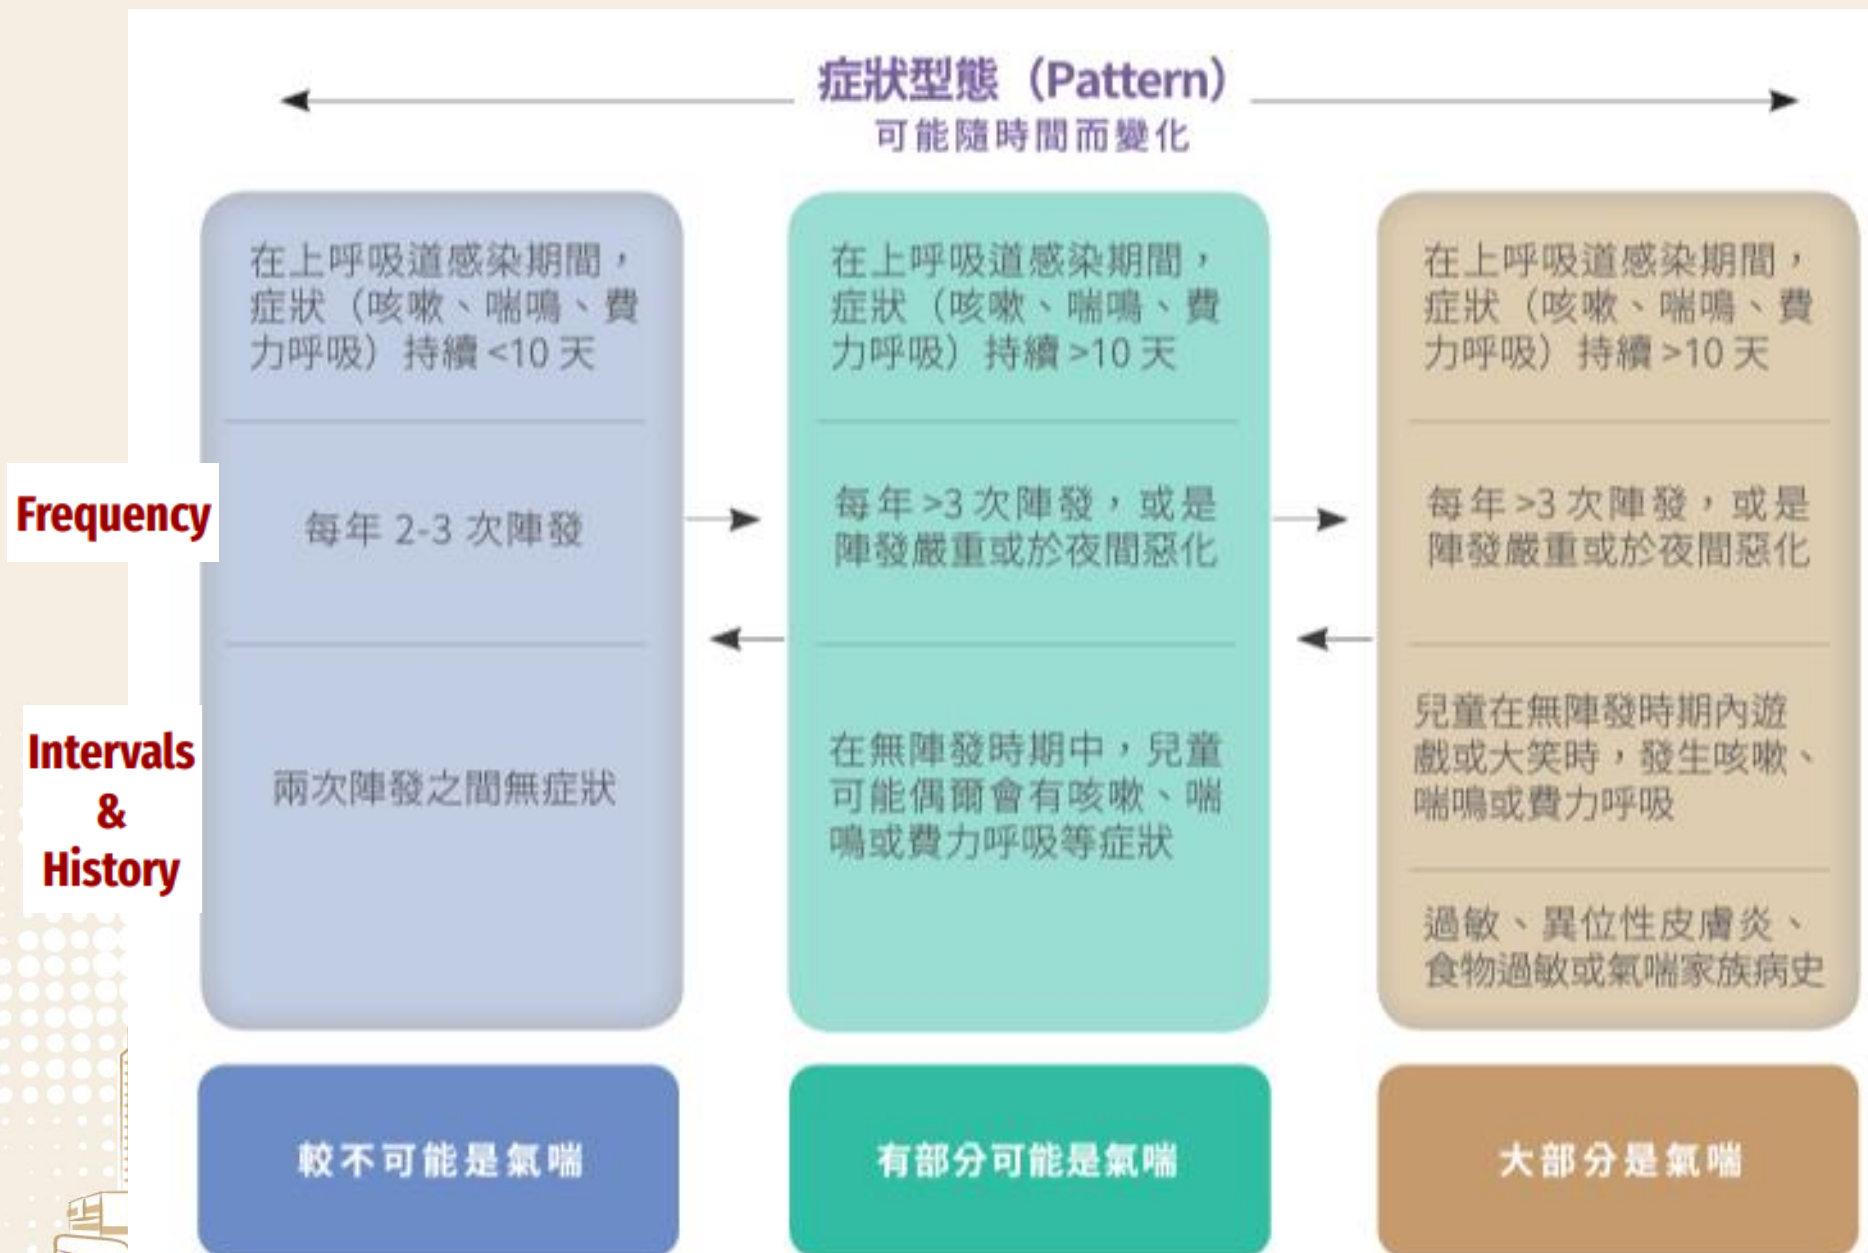 症狀型態（Pattern）
可能隨時間而變化
在上呼吸道感染期間，
症狀（咳嗽、喘鳴、費
力呼吸）持續 <10 天
每年 2-3 次陣發
兩次陣發之間無症狀
較不可能是氣喘
在上呼吸道感染期間，
症狀（咳嗽、喘鳴、費
力呼吸）持續 >10 天
每年 >3 次陣發，或是
陣發嚴重或於夜間惡化
在無陣發時期中，兒童
可能偶爾會有咳嗽、喘
鳴或費力呼吸等症狀
有部分可能是氣喘
在上呼吸道感染期間，
症狀（咳嗽、喘鳴、費
力呼吸）持續 >10 天
每年 >3 次陣發，或是
陣發嚴重或於夜間惡化
兒童在無陣發時期內遊
戲或大笑時，發生咳嗽、
喘鳴或費力呼吸
過敏、異位性皮膚炎、
食物過敏或氣喘家族病史
大部分是氣喘
Frequency
Intervals
&
History